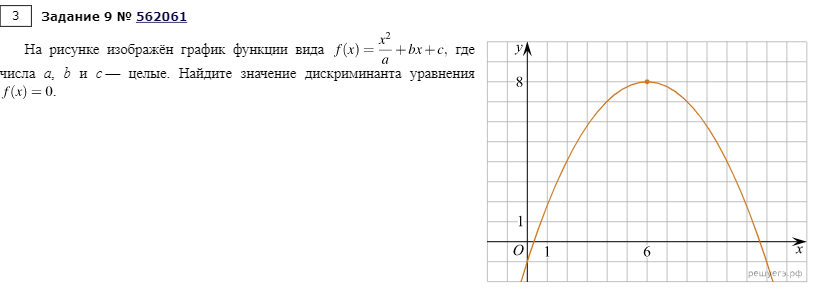 3 Задание 9 № 562061
На рисунке изображён график функции вида f(x) = x²/a + bx + c, где
числа a, b и c — целые. Найдите значение дискриминанта уравнения
f(x) = 0.
y
8
1
O 1 6 x
решуегэ.рф